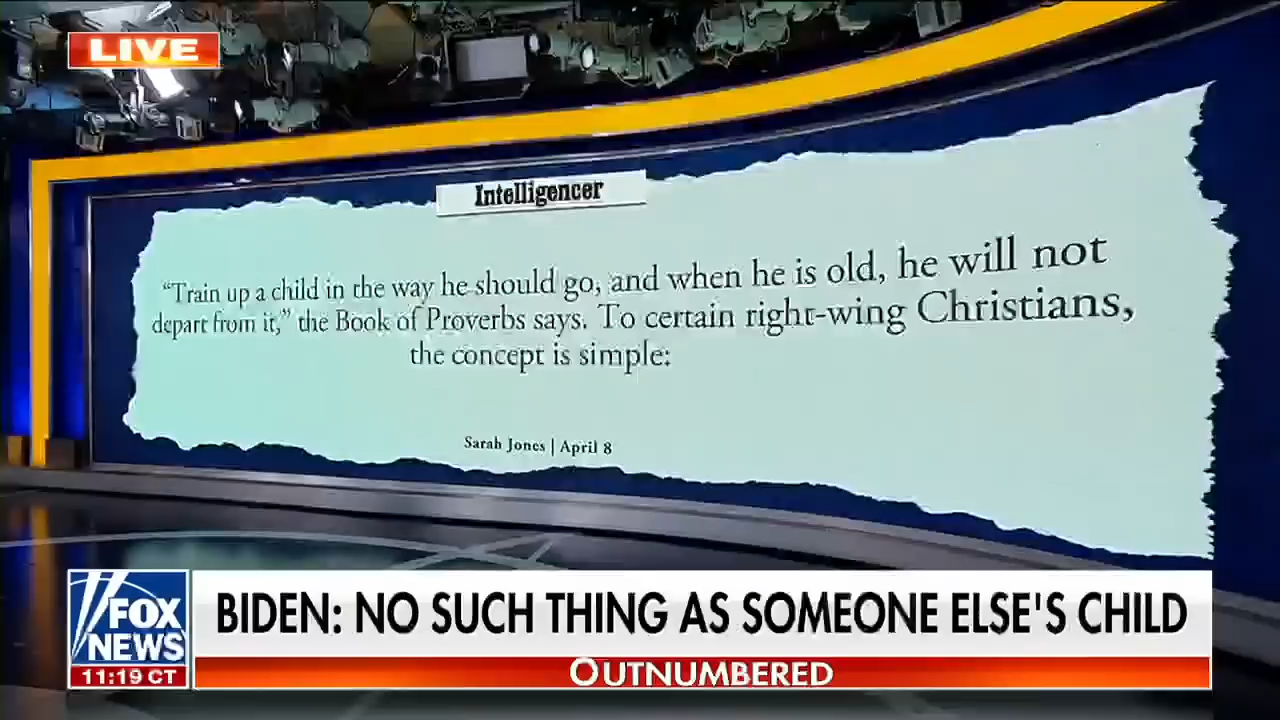 LIVE
Intelligencer
“Train up a child in the way he should go, and when he is old, he will not
depart from it,” the Book of Proverbs says. To certain right-wing Christians,
the concept is simple:
Sarah Jones | April 8
FOX
NEWS
11:19 CT
BIDEN: NO SUCH THING AS SOMEONE ELSE'S CHILD
OUTNUMBERED